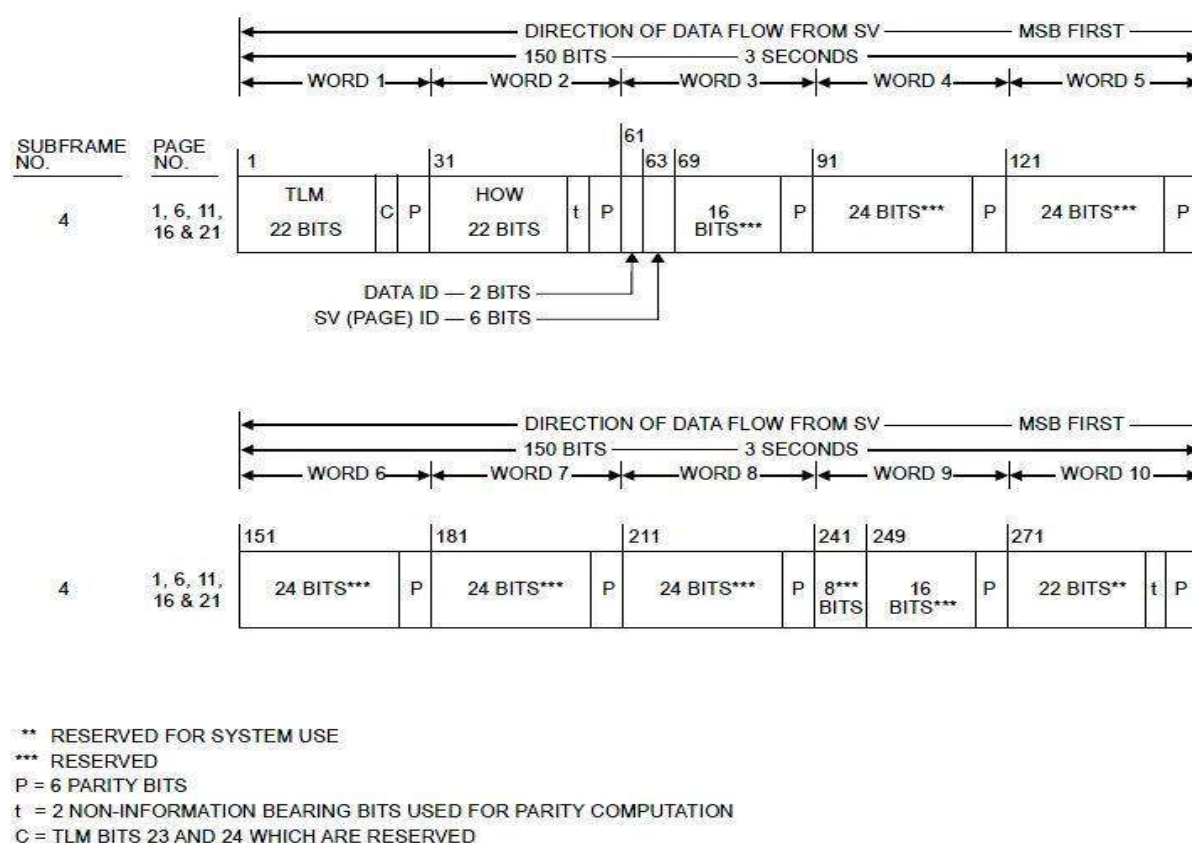 DIRECTION OF DATA FLOW FROM SV MSB FIRST
150 BITS 3 SECONDS
WORD 1 WORD 2 WORD 3 WORD 4 WORD 5
SUBFRAME NO. PAGE NO.
1 31 61 63 69 91 121
4
1, 6, 11,
16 & 21
TLM
22 BITS
C
P
HOW
22 BITS
t
P
16
BITS***
P
24 BITS***
P
24 BITS***
P
DATA ID — 2 BITS
SV (PAGE) ID — 6 BITS
DIRECTION OF DATA FLOW FROM SV MSB FIRST
150 BITS 3 SECONDS
WORD 6 WORD 7 WORD 8 WORD 9 WORD 10
151 181 211 241 249 271
4
1, 6, 11,
16 & 21
24 BITS***
P
24 BITS***
P
24 BITS***
P
8***
BITS
16
BITS***
P
22 BITS**
t
P
** RESERVED FOR SYSTEM USE
*** RESERVED
P = 6 PARITY BITS
t = 2 NON-INFORMATION BEARING BITS USED FOR PARITY COMPUTATION
C = TLM BITS 23 AND 24 WHICH ARE RESERVED